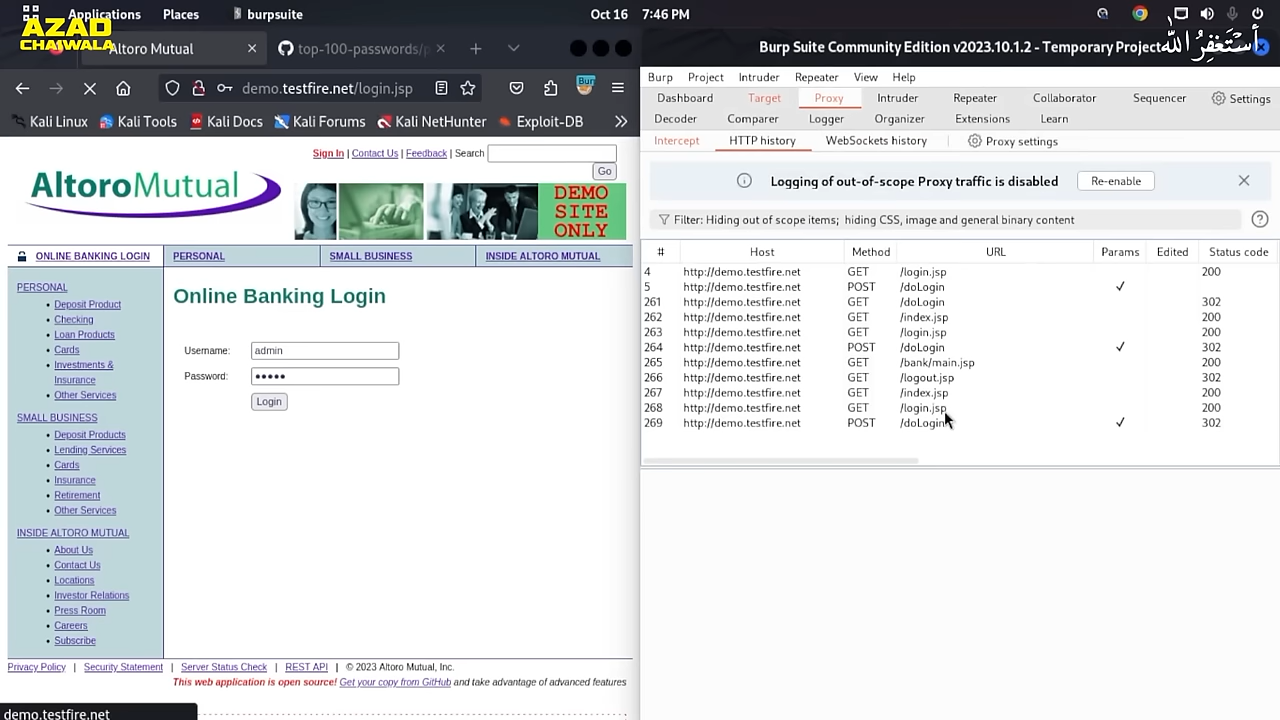 Applications Places burpsuite Oct 16 7:46 PM
AZAD
CHAIWALA
أستغفر الله
Altoro Mutual
top-100-passwords/p
demo.testfire.net/login.jsp
Kali Linux Kali Tools Kali Docs Kali Forums Kali NetHunter Exploit-DB
Sign In | Contact Us | Feedback | Search
Go
AltoroMutual
DEMO
SITE
ONLY
ONLINE BANKING LOGIN PERSONAL SMALL BUSINESS INSIDE ALTORO MUTUAL
PERSONAL
• Deposit Product
• Checking
• Loan Products
• Cards
• Investments &
Insurance
• Other Services
SMALL BUSINESS
• Deposit Products
• Lending Services
• Cards
• Insurance
• Retirement
• Other Services
INSIDE ALTORO MUTUAL
• About Us
• Contact Us
• Locations
• Investor Relations
• Press Room
• Careers
• Subscribe
Online Banking Login
Username: admin
Password: •••••
Login
Privacy Policy | Security Statement | Server Status Check | REST API | © 2023 Altoro Mutual, Inc.
This web application is open source! Get your copy from GitHub and take advantage of advanced features
demo.testfire.net
Burp Suite Community Edition v2023.10.1.2 - Temporary Project
Burp Project Intruder Repeater View Help
Dashboard Target Proxy Intruder Repeater Collaborator Sequencer Settings
Decoder Comparer Logger Organizer Extensions Learn
Intercept HTTP history WebSockets history Proxy settings
Logging of out-of-scope Proxy traffic is disabled Re-enable
Filter: Hiding out of scope items; hiding CSS, image and general binary content
# Host Method URL Params Edited Status code
4 http://demo.testfire.net GET /login.jsp 200
5 http://demo.testfire.net POST /doLogin ✓
261 http://demo.testfire.net GET /doLogin 302
262 http://demo.testfire.net GET /index.jsp 200
263 http://demo.testfire.net GET /login.jsp 200
264 http://demo.testfire.net POST /doLogin ✓ 302
265 http://demo.testfire.net GET /bank/main.jsp 200
266 http://demo.testfire.net GET /logout.jsp 302
267 http://demo.testfire.net GET /index.jsp 200
268 http://demo.testfire.net GET /login.jsp 200
269 http://demo.testfire.net POST /doLogin ✓ 302